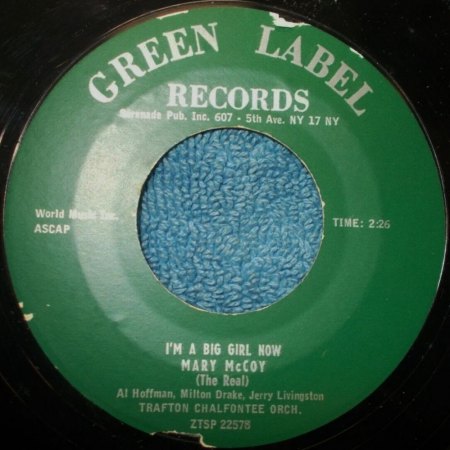 GREEN LABEL
RECORDS
Serenade Pub. Inc. 607 - 5th Ave. NY 17 NY
World Music Inc.
ASCAP
TIME: 2:26
I'M A BIG GIRL NOW
MARY McCOY
(The Real)
Al Hoffman, Milton Drake, Jerry Livingston
TRAFTON CHALFONTEE ORCH.
ZTSP 22578